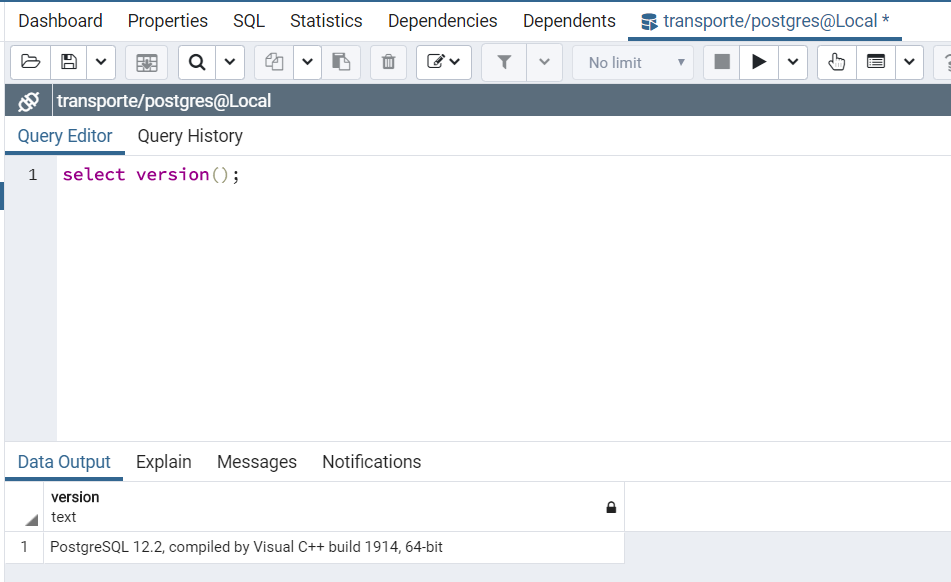 Dashboard Properties SQL Statistics Dependencies Dependents transporte/postgres@Local *
No limit
transporte/postgres@Local
Query Editor Query History
1 select version();
Data Output Explain Messages Notifications
version
text
1 PostgreSQL 12.2, compiled by Visual C++ build 1914, 64-bit